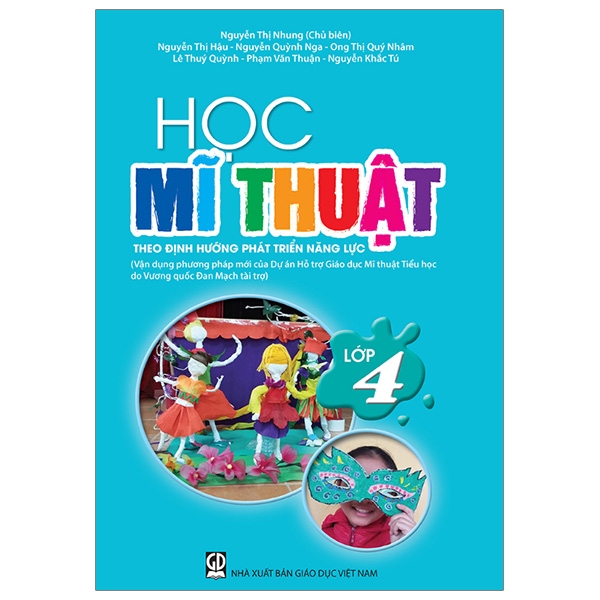 Nguyễn Thị Nhung (Chủ biên)
Nguyễn Thị Hậu - Nguyễn Quỳnh Nga - Ong Thị Quý Nhâm
Lê Thuý Quỳnh - Phạm Văn Thuận - Nguyễn Khắc Tú
HỌC
MĨ THUẬT
THEO ĐỊNH HƯỚNG PHÁT TRIỂN NĂNG LỰC
(Vận dụng phương pháp mới của Dự án Hỗ trợ Giáo dục Mĩ thuật Tiểu học
do Vương quốc Đan Mạch tài trợ)
LỚP
4
GD
NHÀ XUẤT BẢN GIÁO DỤC VIỆT NAM